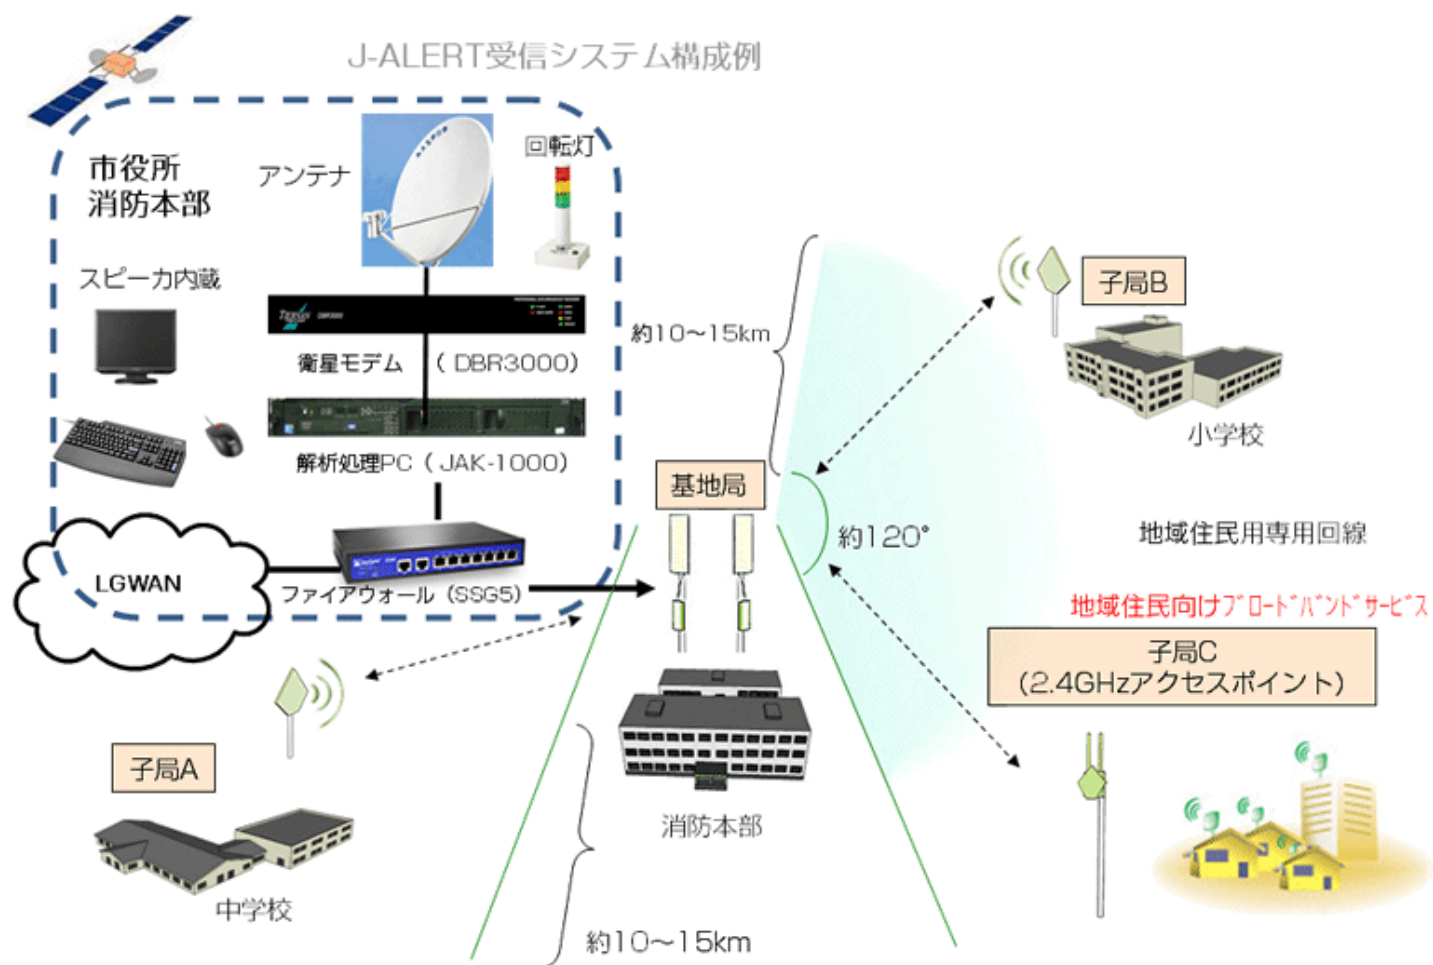 J-ALERT受信システム構成例
市役所
消防本部
アンテナ
回転灯
スピーカ内蔵
DBR3000
衛星モデム ( DBR3000)
解析処理PC ( JAK-1000)
LGWAN
ファイアウォール (SSG5)
基地局
約10～15km
約120°
子局B
小学校
地域住民用専用回線
地域住民向けブロードバンドサービス
子局C
(2.4GHzアクセスポイント)
子局A
中学校
消防本部
約10～15km